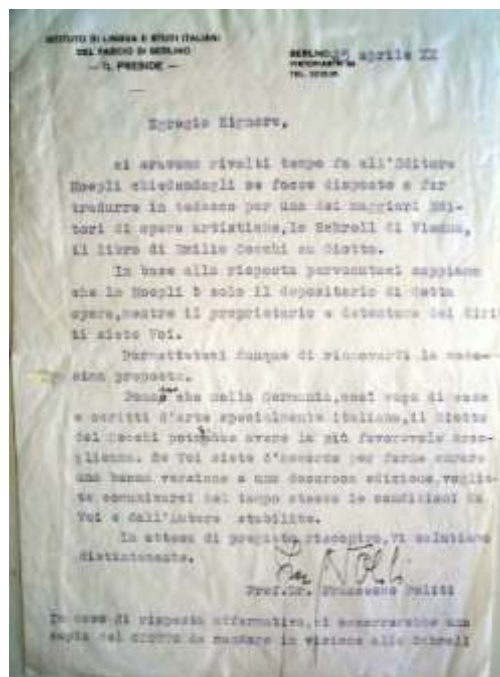 ISTITUTO DI LINGUA E STUDI ITALIANI
DEL FASCIO DI BERLINO
— IL PRESIDE —
BERLINO, 25 aprile XX
TEL.
Egregio Signore,
ci eravamo rivolti tempo fa all'Editore
Hoepli chiedendogli se fosse disposto a far
tradurre in tedesco per uno dei maggiori Edi-
tori di opere artistiche, lo Schroll di Vienna,
il libro di Emilio Cecchi su Giotto.
In base alla risposta pervenutaci sappiamo
che lo Hoepli è solo il depositario di detta
opera, mentre il proprietario e detentore dei dirit
ti siete Voi.
Permetteteci dunque di rinnovarVi la mede-
sima proposta.
che nella Germania, così vaga di cose
e scritti d'arte specialmente italiana, il Giotto
del Cecchi potrebbe avere la più favorevole acco-
glienza. Se Voi siete d'accordo per farne curare
una buona versione e una decorosa edizione, voglia-
te comunicarci nel tempo stesso le condizioni da
Voi e dall'Autore stabilite.
In attesa di pregiato riscontro, Vi salutiamo
distintamente.
Prof. Dr. Francesco Politi
In caso di risposta affermativa, ci occorrerebbe una
copia del GIOTTO da mandare in visione allo Schroll